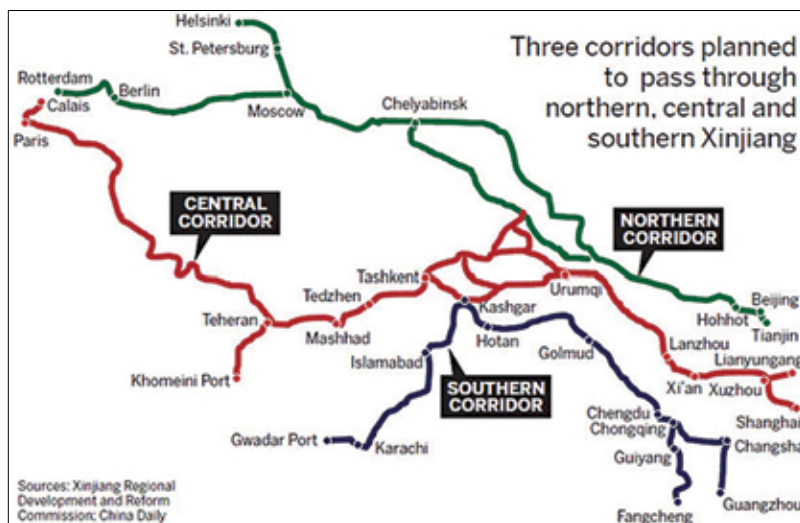 Three corridors planned
to pass through
northern, central and
southern Xinjiang
Helsinki
St. Petersburg
Rotterdam
Calais
Berlin
Paris
Moscow
Chelyabinsk
CENTRAL
CORRIDOR
NORTHERN
CORRIDOR
Tashkent
Tedzhen
Teheran
Mashhad
Khomeini Port
Kashgar
Urumqi
Hotan
Islamabad
Golmud
SOUTHERN
CORRIDOR
Beijing
Hohhot
Tianjin
Lanzhou
Lianyungang
Xi'an
Xuzhou
Shanghai
Gwadar Port
Karachi
Chengdu
Chongqing
Changsha
Guiyang
Guangzhou
Fangcheng
Sources: Xinjiang Regional
Development and Reform
Commission; China Daily